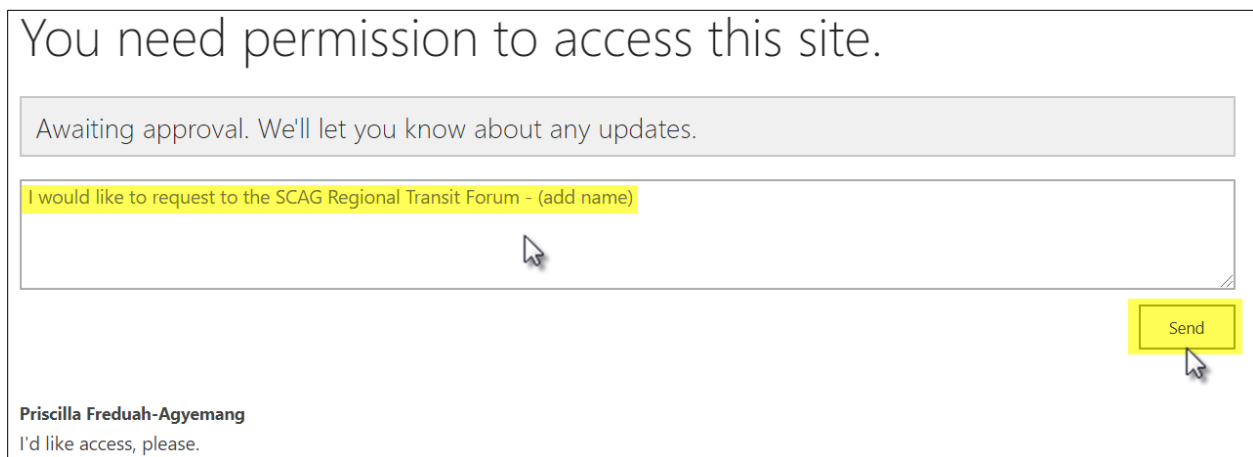 You need permission to access this site.
Awaiting approval. We'll let you know about any updates.
I would like to request to the SCAG Regional Transit Forum - (add name)
Send
Priscilla Freduah-Agyemang
I'd like access, please.